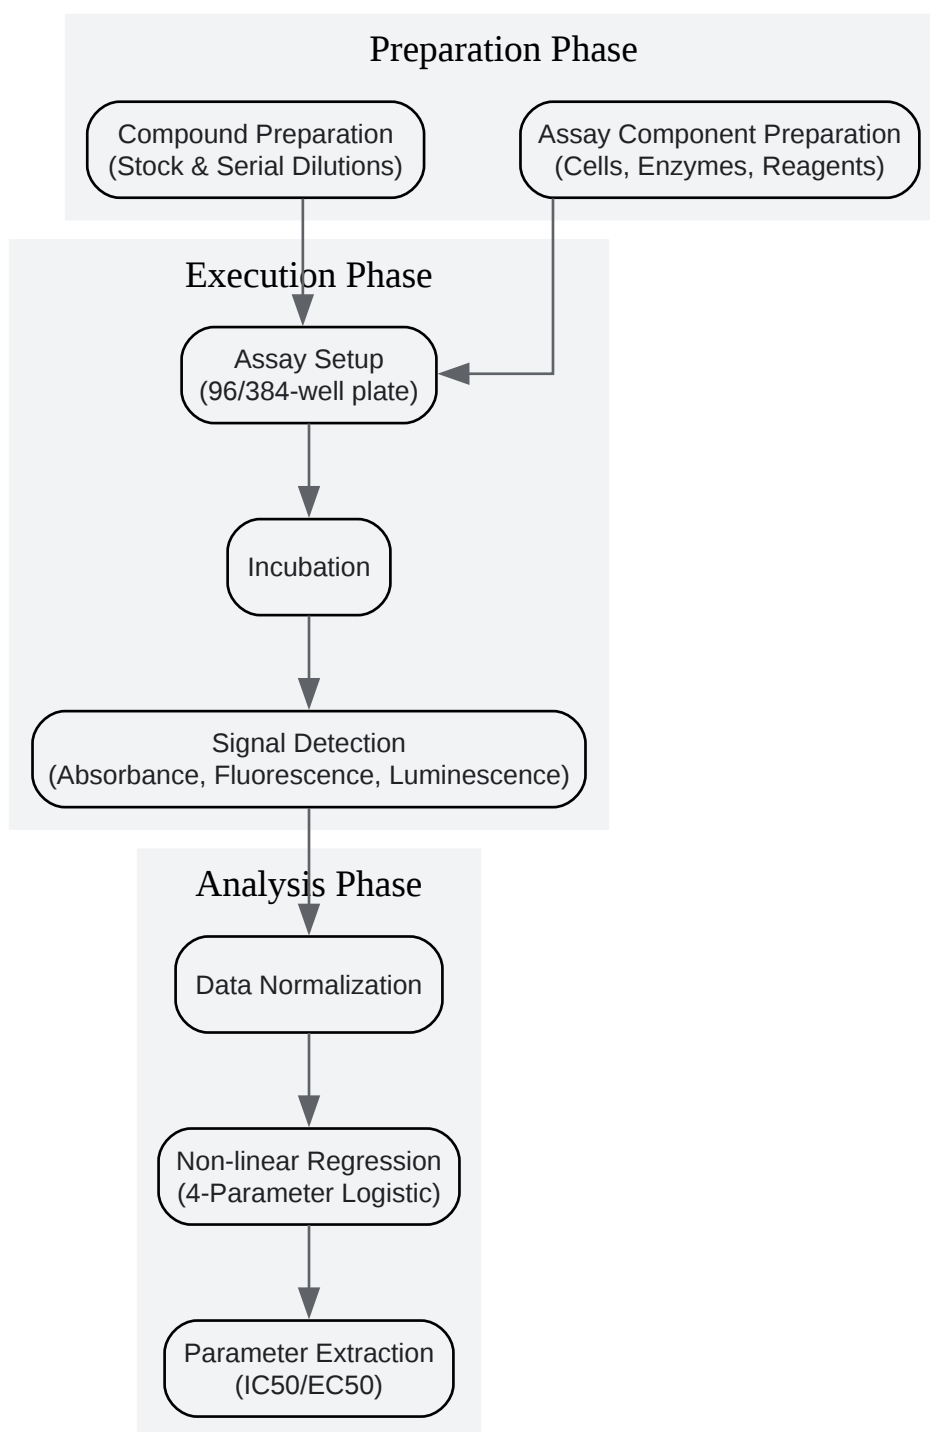 Preparation Phase
Compound Preparation
(Stock & Serial Dilutions)
Assay Component Preparation
(Cells, Enzymes, Reagents)
Execution Phase
Assay Setup
(96/384-well plate)
Incubation
Signal Detection
(Absorbance, Fluorescence, Luminescence)
Analysis Phase
Data Normalization
Non-linear Regression
(4-Parameter Logistic)
Parameter Extraction
(IC50/EC50)